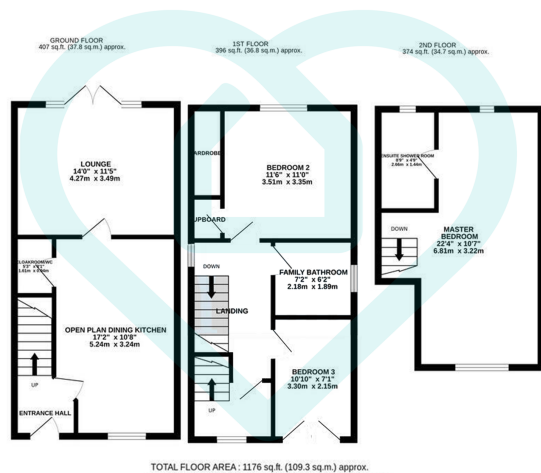 GROUND FLOOR
407 sq.ft. (37.8 sq.m.) approx.
1ST FLOOR
396 sq.ft. (36.8 sq.m.) approx.
2ND FLOOR
374 sq.ft. (34.7 sq.m.) approx.
LOUNGE
14'0" x 11'5"
4.27m x 3.49m
OPEN PLAN DINING KITCHEN
17'2" x 10'8"
5.24m x 3.24m
UP
ENTRANCE HALL
BEDROOM 2
11'6" x 11'0"
3.51m x 3.35m
DOWN
FAMILY BATHROOM
7'2" x 6'2"
2.18m x 1.89m
LANDING
BEDROOM 3
10'10" x 7'1"
3.30m x 2.15m
UP
ENSUITE SHOWER ROOM
DOWN
MASTER
BEDROOM
22'4" x 10'7"
6.81m x 3.22m
TOTAL FLOOR AREA : 1176 sq.ft. (109.3 sq.m.) approx.